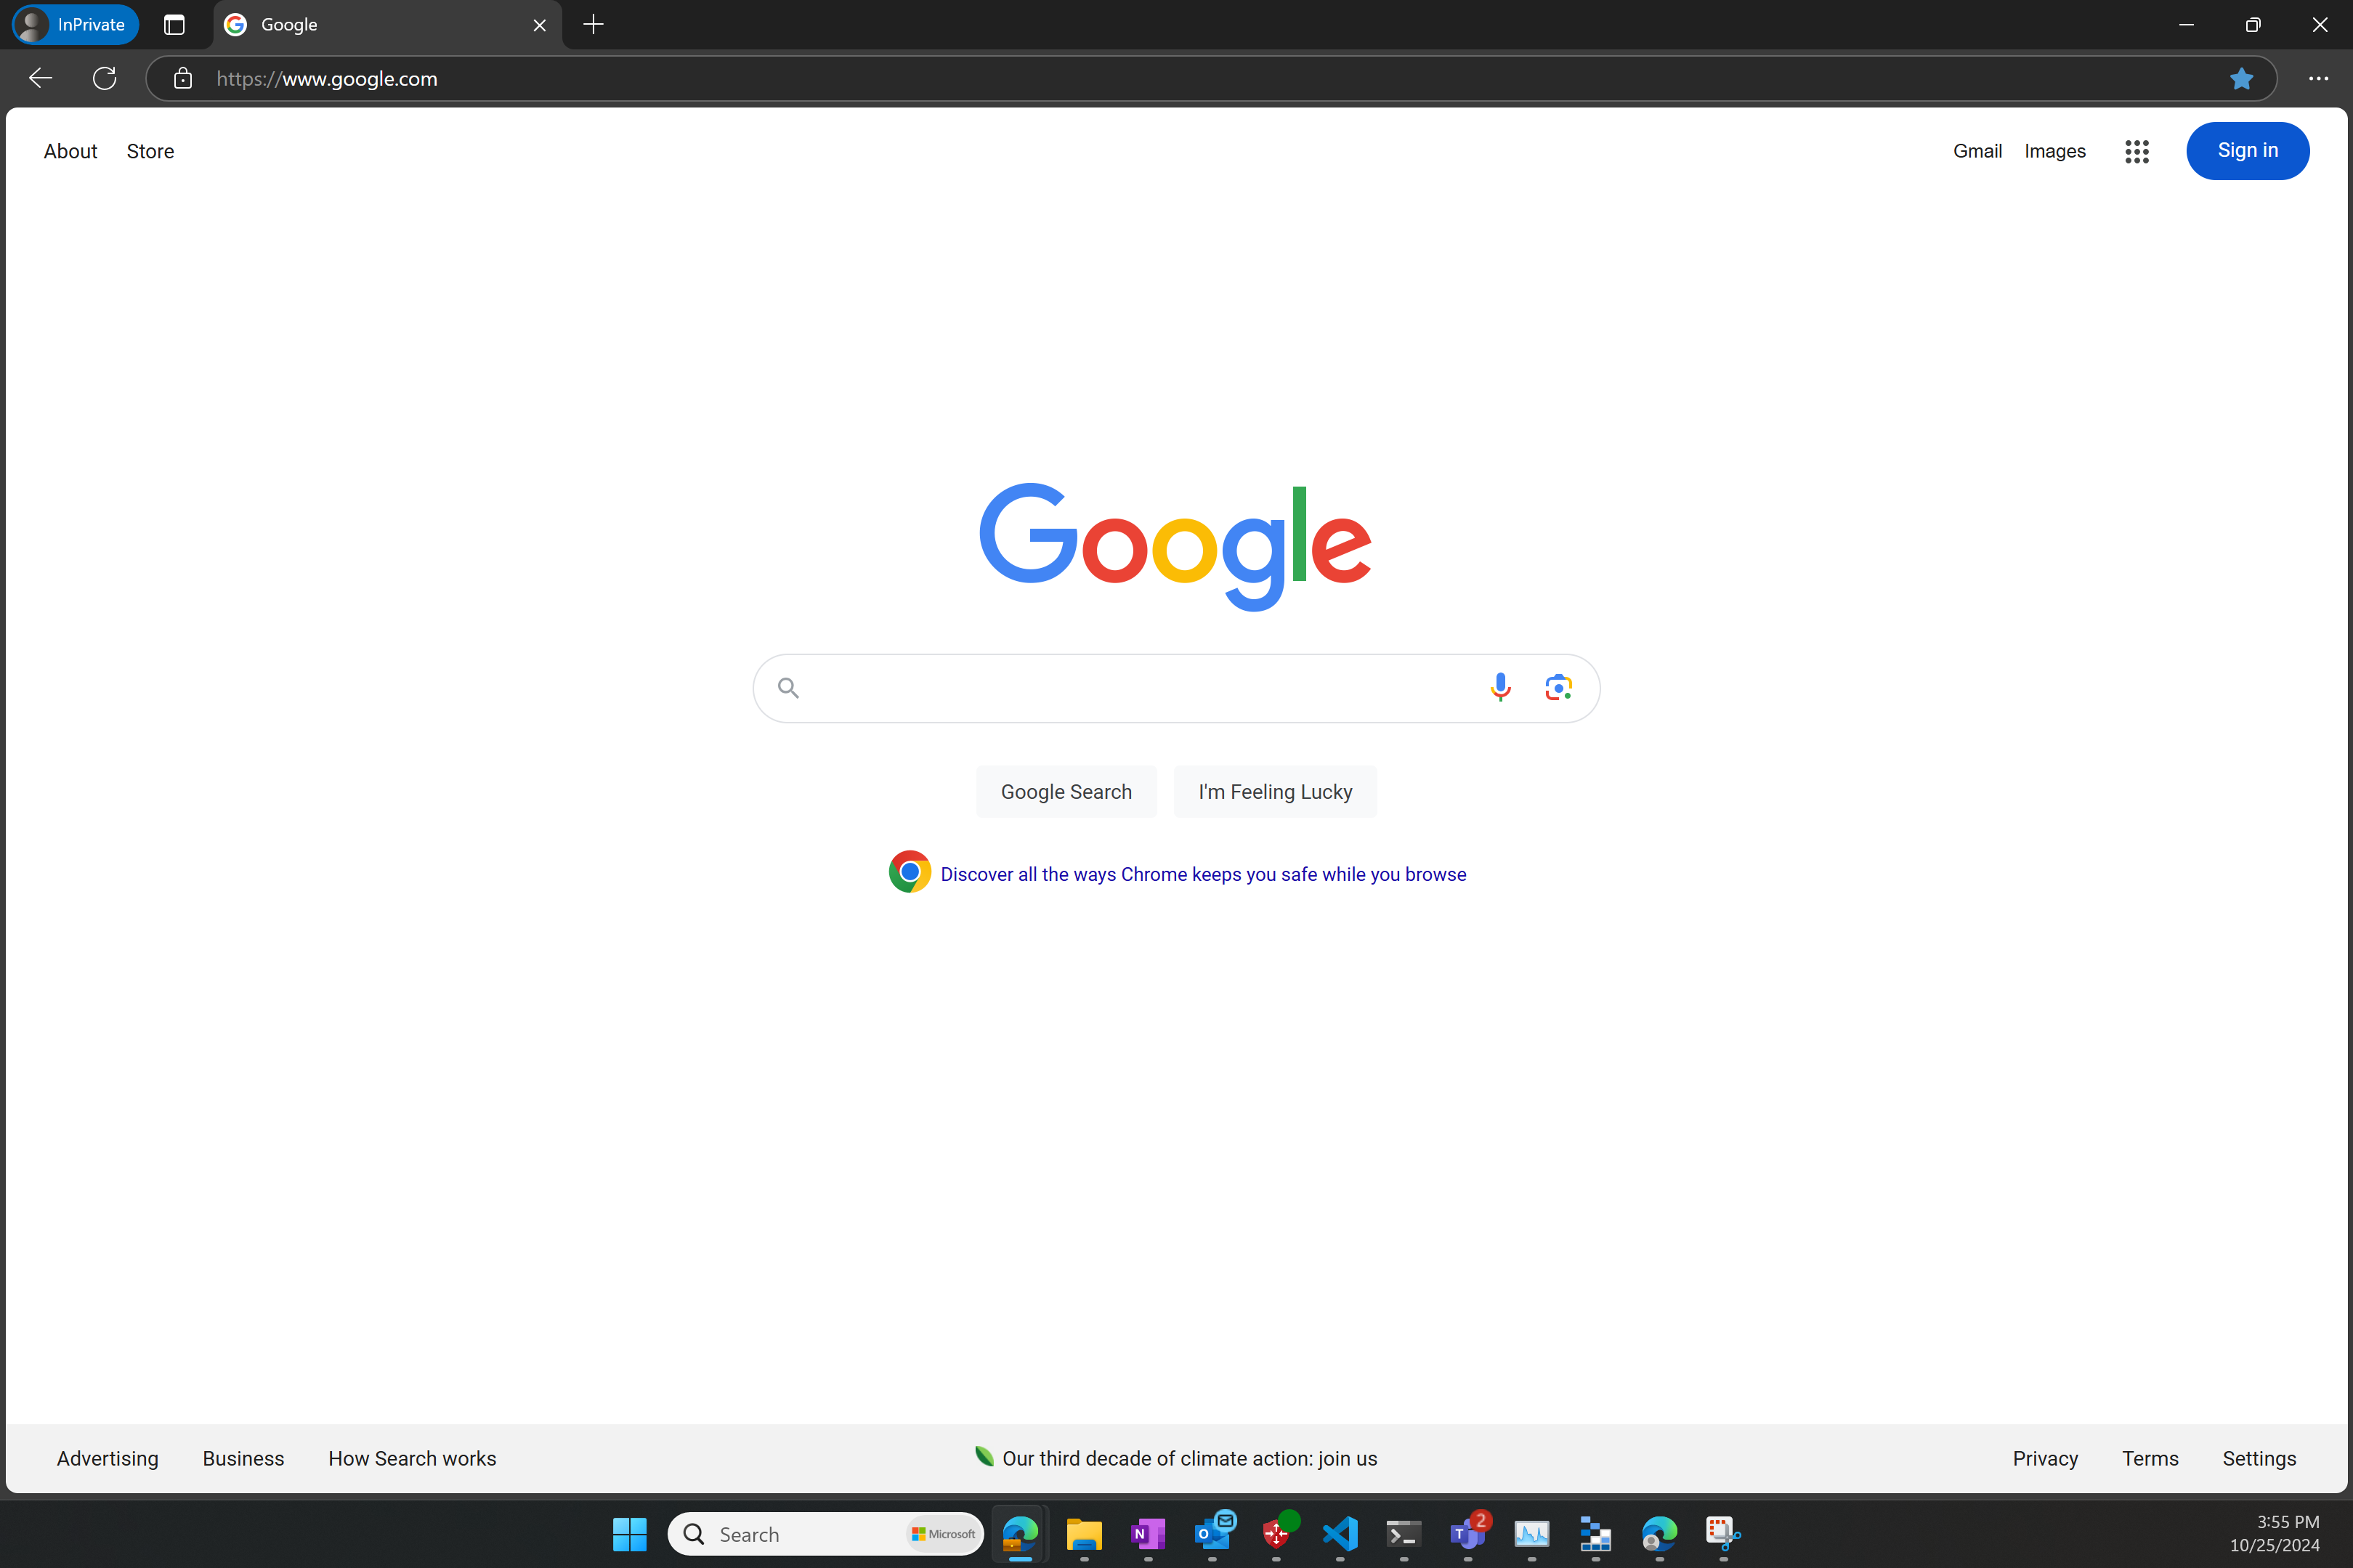 InPrivate
Google
https://www.google.com
About Store
Gmail Images Sign in
Google
Google Search I'm Feeling Lucky
Discover all the ways Chrome keeps you safe while you browse
Advertising Business How Search works
Our third decade of climate action: join us
Privacy Terms Settings
Search Microsoft
N
O
T
2
3:55 PM
10/25/2024